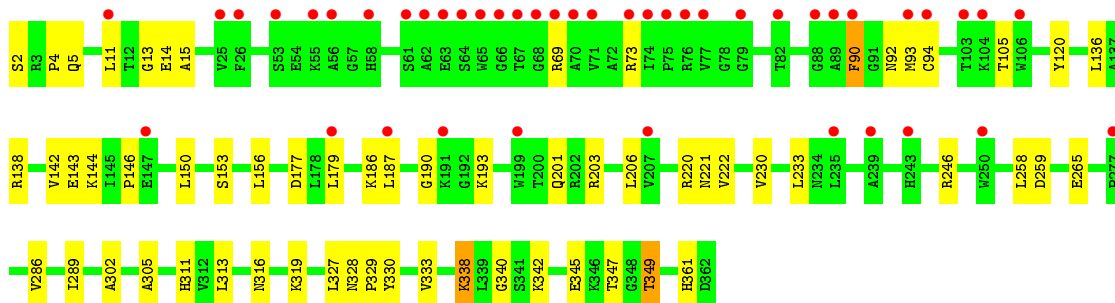 S2 R3 P4 Q5 L11 T12 G13 E14 A15 V25 F26 S53 E54 K55 A56 G57 H58 S61 A62 E63 S64 W65 G66 T67 G68 R69 A70 V71 A72 R73 I74 P75 R76 V77 G78 G79 T82 G88 A89 F90 G91 N92 M93 C94 T103 K104 T105 W106 Y120 L136 A137
R138 V142 E143 K144 I145 P146 E147 L150 S153 L156 D177 L178 L179 K186 L187 G190 K191 G192 K193 W199 T200 Q201 R202 R203 L206 V207 R220 N221 V222 V230 L233 N234 L235 A239 H243 R246 W250 L258 D259 E265 P277
V286 I289 A302 A305 H311 V312 L313 N316 K319 L327 N328 P329 Y330 V333 K338 L339 G340 S341 K342 E345 K346 T347 G348 T349 H361 D362